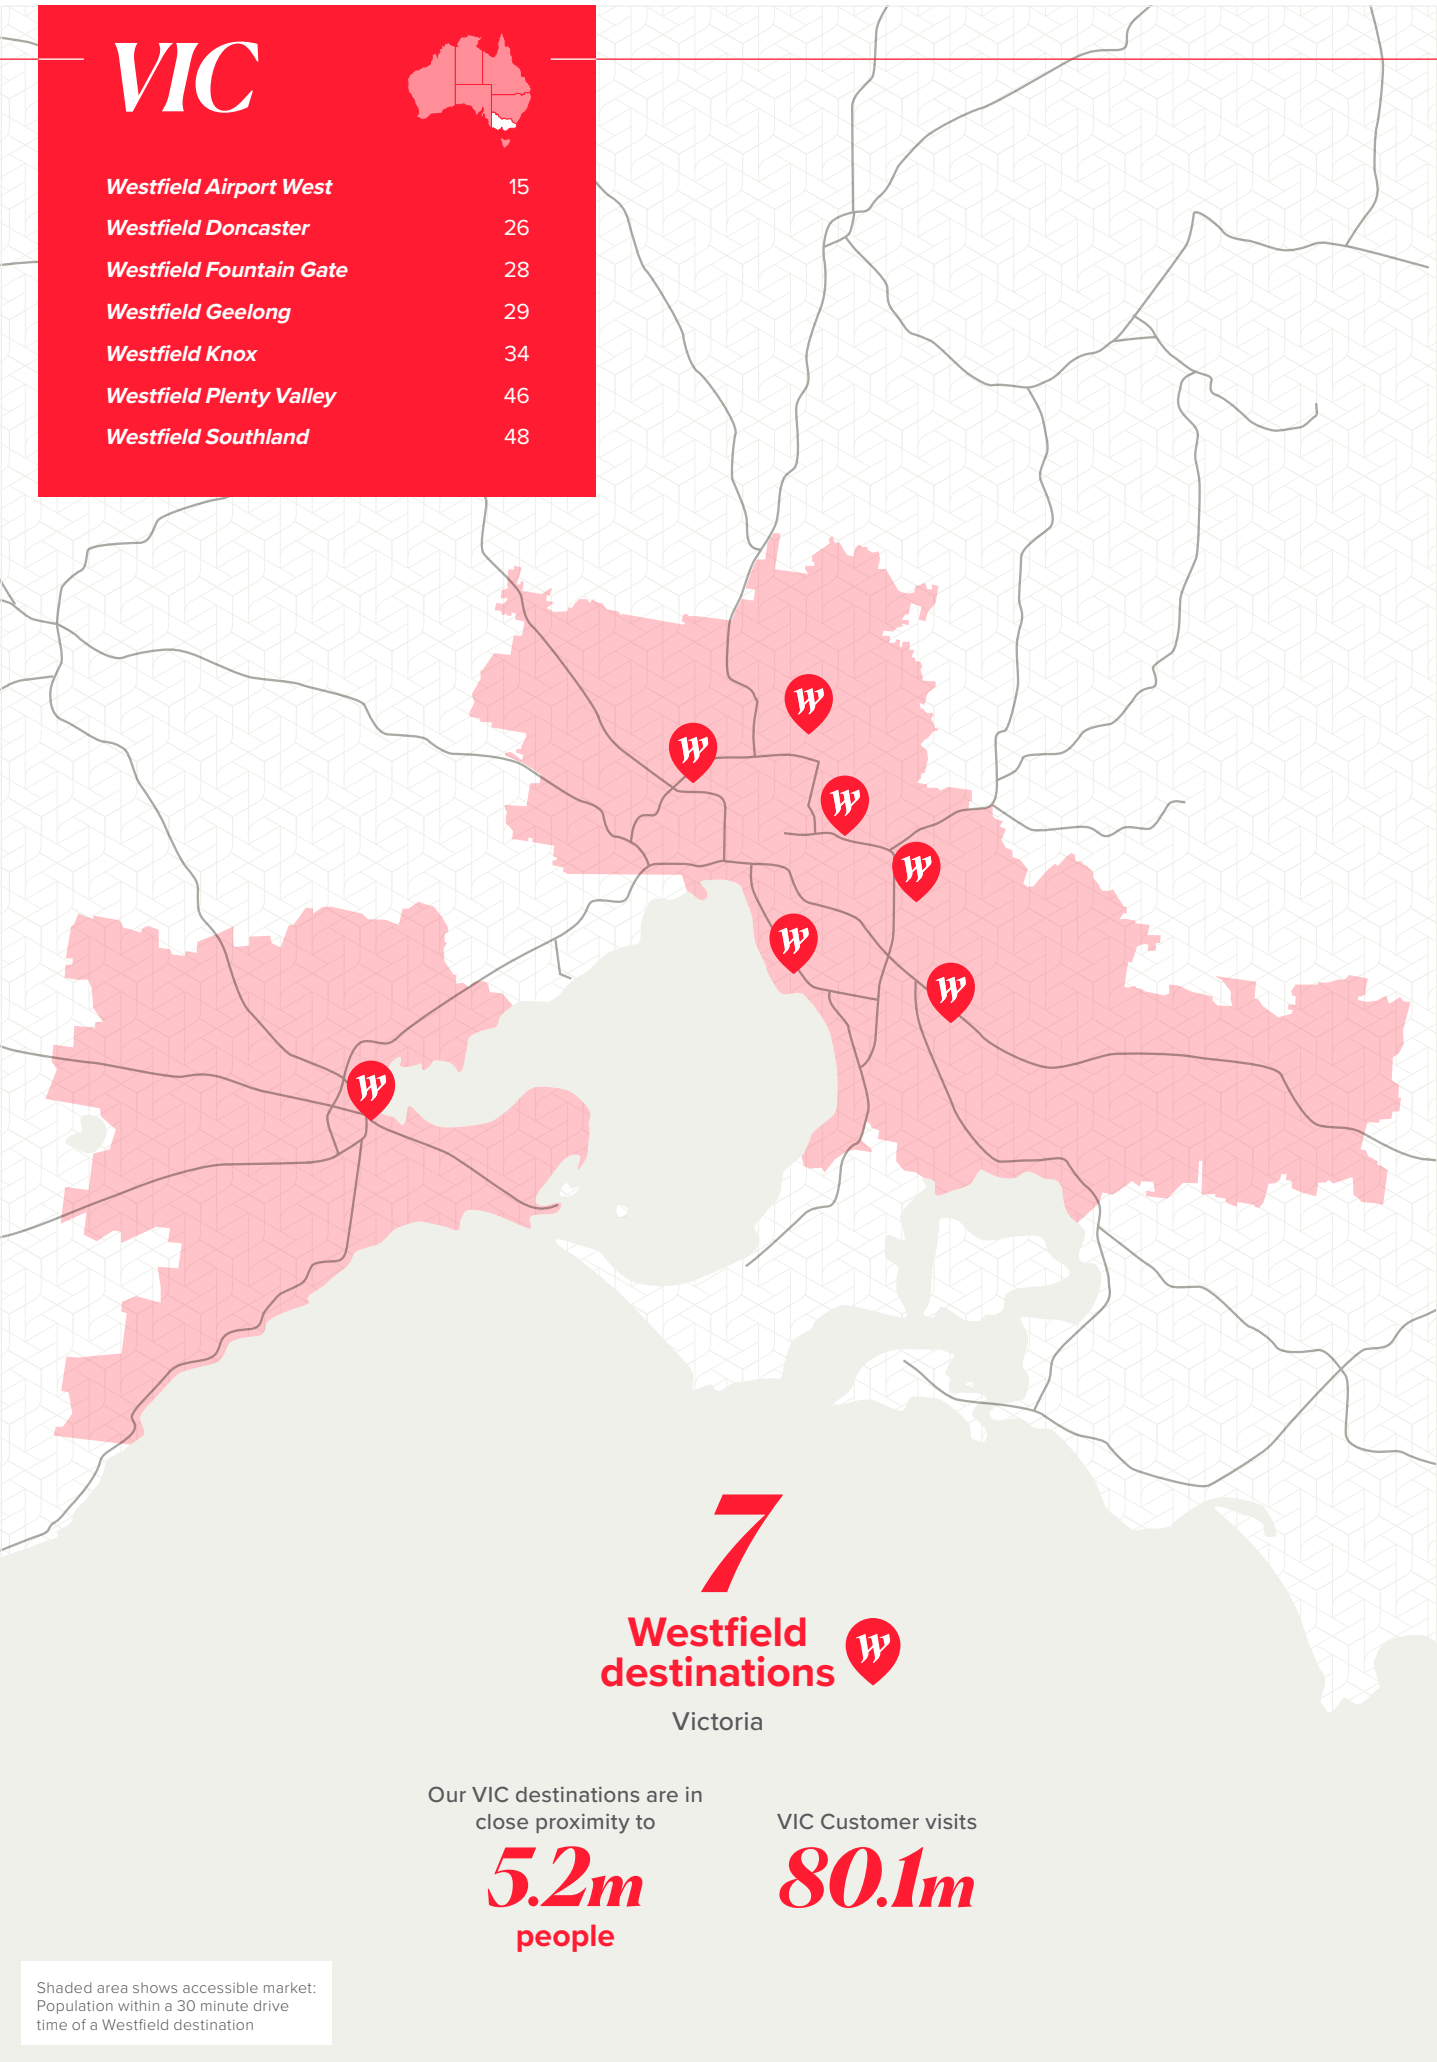 VIC
Westfield Airport West 15
Westfield Doncaster 26
Westfield Fountain Gate 28
Westfield Geelong 29
Westfield Knox 34
Westfield Plenty Valley 46
Westfield Southland 48
W
W
W
W
W
W
W
7
Westfield
destinations
W
Victoria
Our VIC destinations are in
close proximity to
5.2m
people
VIC Customer visits
80.1m
Shaded area shows accessible market:
Population within a 30 minute drive
time of a Westfield destination